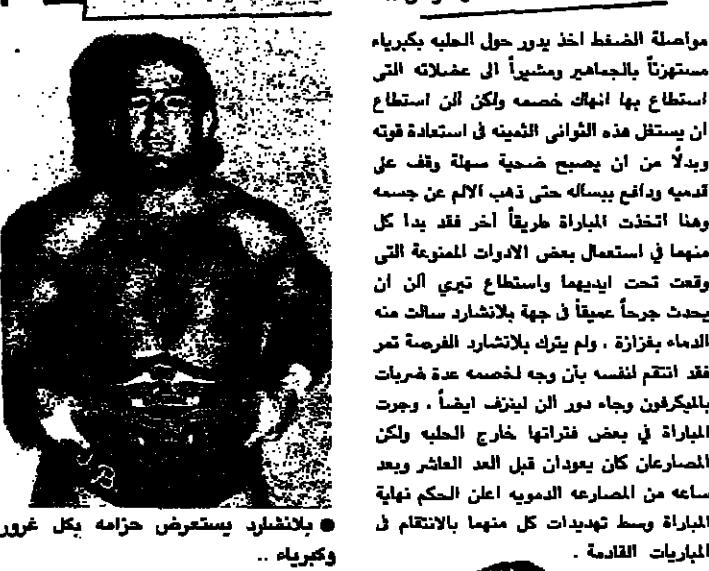 مواصلة الضغط اخذ يدور حول الحلبه بكبرياء
مستهزئاً بالجماهير ومشيراً الى عضلاته التى
استطاع بها انهاك خصمه ولكن الن استطاع
ان يستغل هذه الثوانى الثمينه فى استعادة قوته
وبدلًا من ان يصبح ضحية سهلة وقف على
قدميه ودافع ببساله حتى ذهب الالم عن جسمه
وهنا اتخذت المباراة طريقاً آخر فقد بدا كل
منهما في استعمال بعض الادوات الممنوعة التى
وقعت تحت ايديهما واستطاع تيري الن ان
يحدث جرحاً عميقاً فى جبهة بلانشارد سالت منه
الدماء بغزازة . ولم يترك بلانشارد الفرصة تمر
فقد انتقم لنفسه بأن وجه لخصمه عدة ضربات
بالميكرفون وجاء دور الن لينزف ايضاً . وجرت
المباراة في بعض فتراتها خارج الحلبه ولكن
المصارعان كان يعودان قبل العد العاشر وبعد
ساعه من المصارعه الدمويه اعلن الحكم نهاية
المباراة وسط تهديدات كل منهما بالانتقام فى
المباريات القادمة .
● بلانشارد يستعرض حزامه بكل غرور
وكبرياء ..